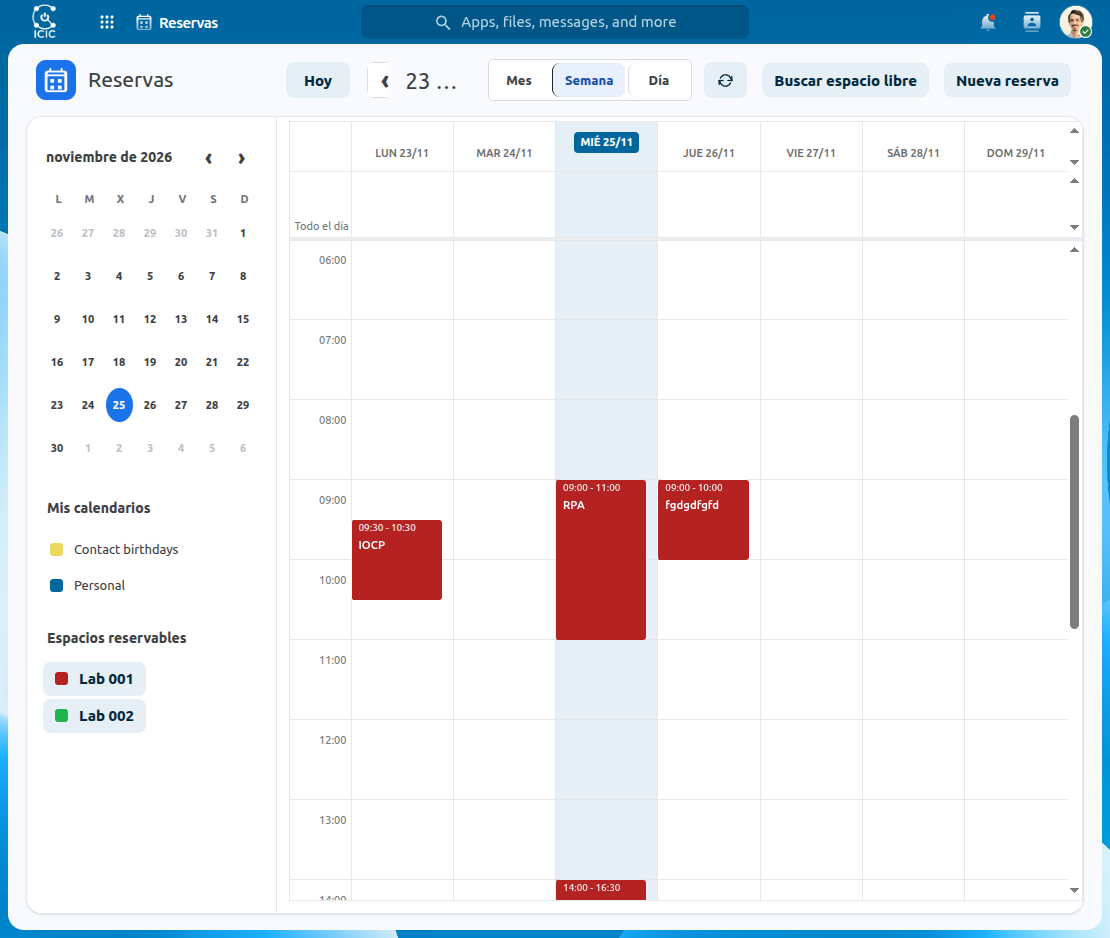 ICIC
Reservas
Apps, files, messages, and more
Reservas
Hoy
23 ...
Mes
Semana
Día
Buscar espacio libre
Nueva reserva
noviembre de 2026
L M X J V S D
26 27 28 29 30 31 1
2 3 4 5 6 7 8
9 10 11 12 13 14 15
16 17 18 19 20 21 22
23 24 25 26 27 28 29
30 1 2 3 4 5 6
Mis calendarios
Contact birthdays
Personal
Espacios reservables
Lab 001
Lab 002
LUN 23/11
MAR 24/11
MIÉ 25/11
JUE 26/11
VIE 27/11
SÁB 28/11
DOM 29/11
Todo el día
06:00
07:00
08:00
09:00
10:00
11:00
12:00
13:00
14:00
09:30 - 10:30
IOCP
09:00 - 11:00
RPA
09:00 - 10:00
fgdgdfgfd
14:00 - 16:30